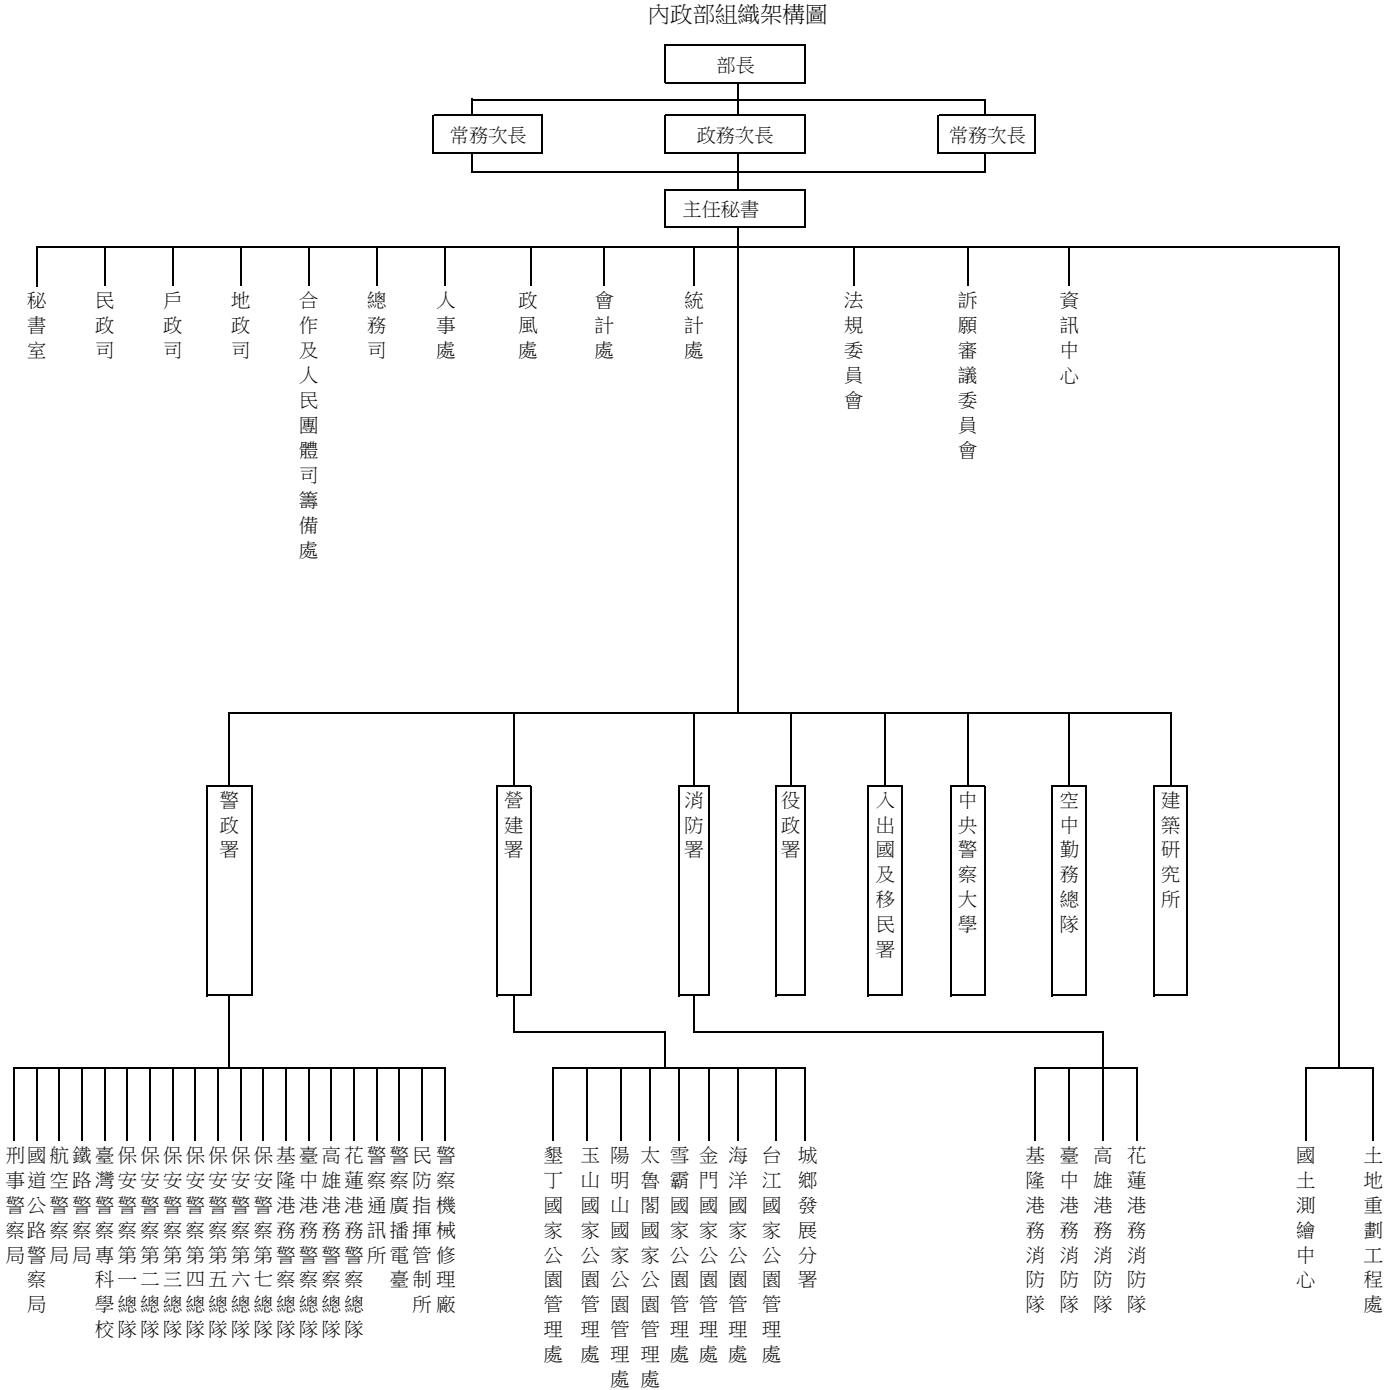 內政部組織架構圖
部長
常務次長
政務次長
常務次長
主任秘書
秘書室
民政司
戶政司
地政司
合作及人民團體司籌備處
總務司
人事處
政風處
會計處
統計處
法規委員會
訴願審議委員會
資訊中心
警政署
營建署
消防署
役政署
入出國及移民署
中央警察大學
空中勤務總隊
建築研究所
刑事警察局
國道公路警察局
航空警察局
鐵路警察局
臺灣警察專科學校
保安警察第一總隊
保安警察第二總隊
保安警察第三總隊
保安警察第四總隊
保安警察第五總隊
保安警察第六總隊
保安警察第七總隊
基隆港務警察總隊
臺中港務警察總隊
高雄港務警察總隊
花蓮港務警察總隊
警察通訊所
警察廣播電臺
民防指揮管制所
警察機械修理廠
墾丁國家公園管理處
玉山國家公園管理處
陽明山國家公園管理處
太魯閣國家公園管理處
雪霸國家公園管理處
金門國家公園管理處
海洋國家公園管理處
台江國家公園管理處
城鄉發展分署
基隆港務消防隊
臺中港務消防隊
高雄港務消防隊
花蓮港務消防隊
國土測繪中心
土地重劃工程處